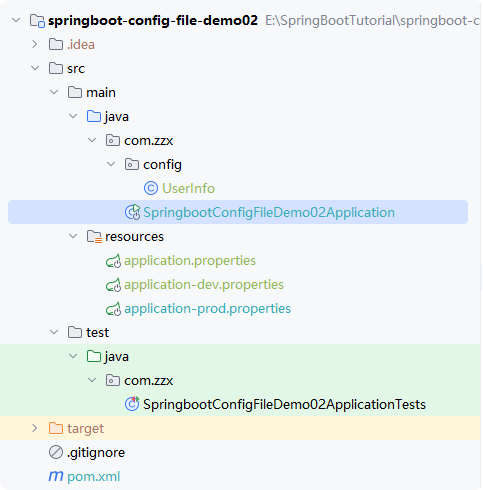 springboot-config-file-demo02 E:\SpringBootTutorial\springboot-c
.idea
src
main
java
com.zzx
config
UserInfo
SpringbootConfigFileDemo02Application
resources
application.properties
application-dev.properties
application-prod.properties
test
java
com.zzx
SpringbootConfigFileDemo02ApplicationTests
target
.gitignore
pom.xml